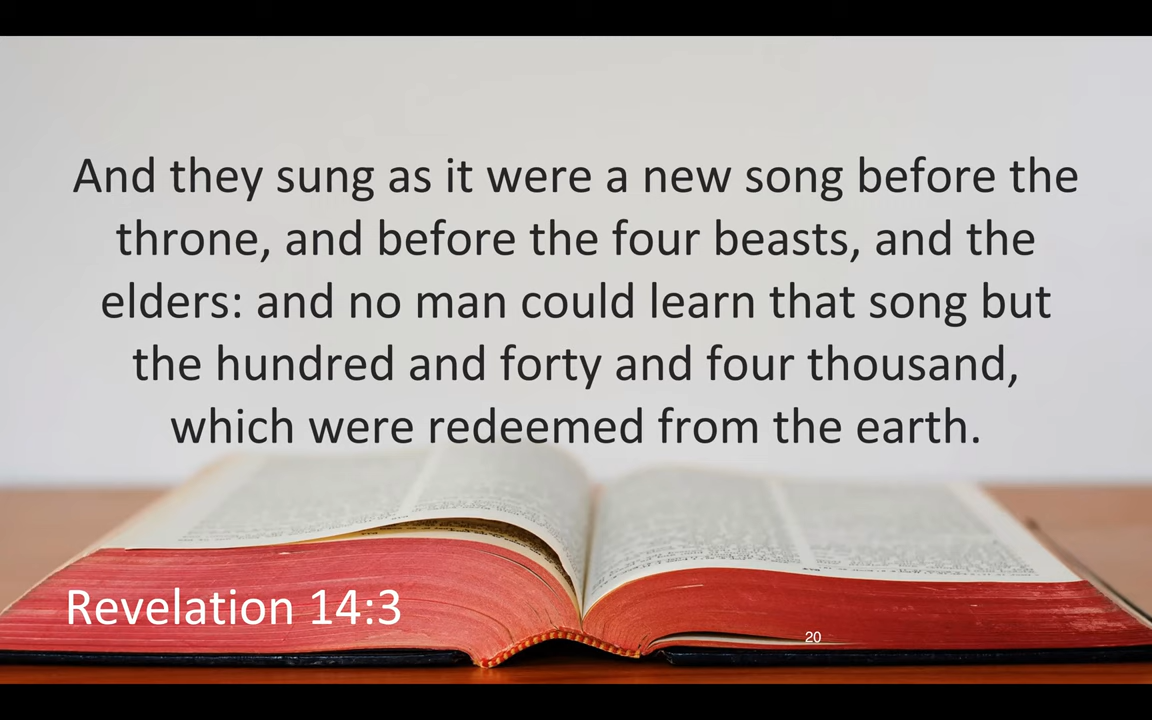 And they sung as it were a new song before the
throne, and before the four beasts, and the
elders: and no man could learn that song but
the hundred and forty and four thousand,
which were redeemed from the earth.
Revelation 14:3
20